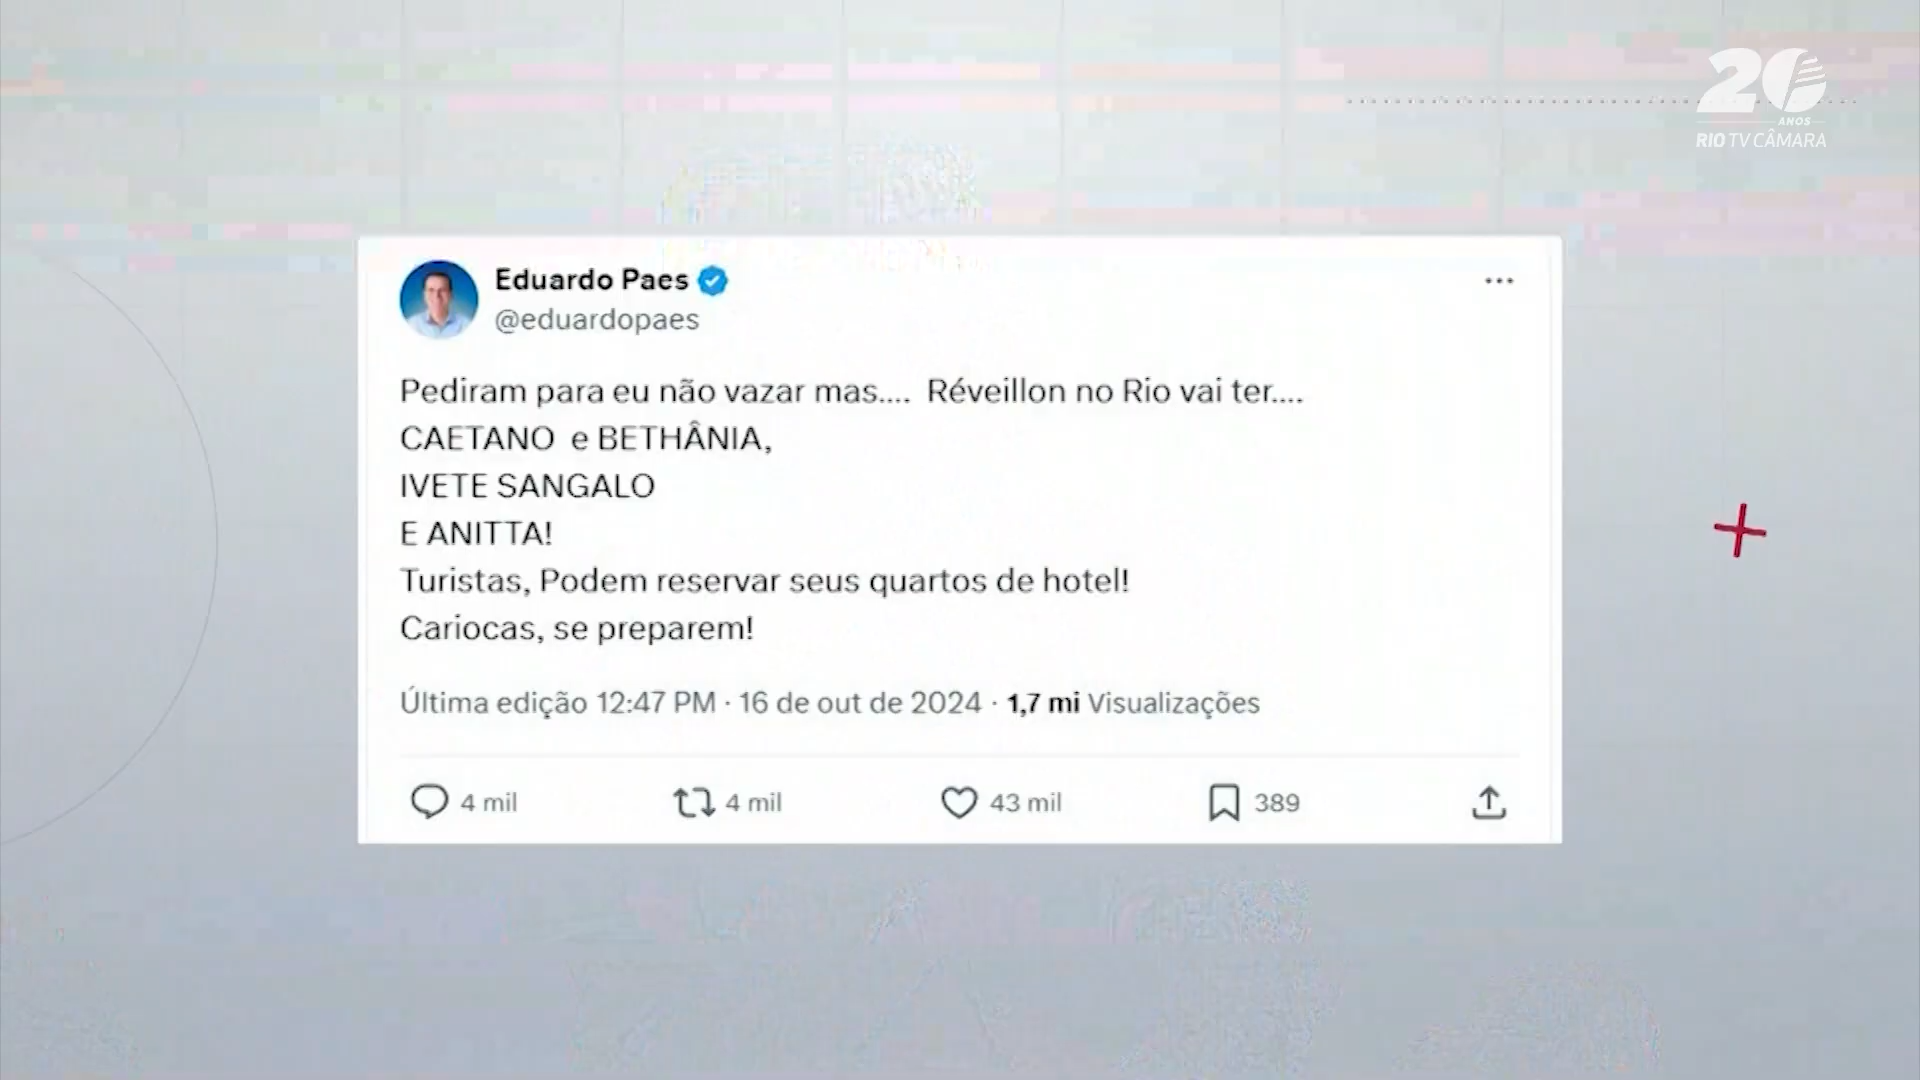 20
ANOS
RIO TV CÂMARA
Eduardo Paes
@eduardopaes
Pediram para eu não vazar mas.... Réveillon no Rio vai ter....
CAETANO e BETHÂNIA,
IVETE SANGALO
E ANITTA!
Turistas, Podem reservar seus quartos de hotel!
Cariocas, se preparem!
Última edição 12:47 PM · 16 de out de 2024 · 1,7 mi Visualizações
4 mil 4 mil 43 mil 389